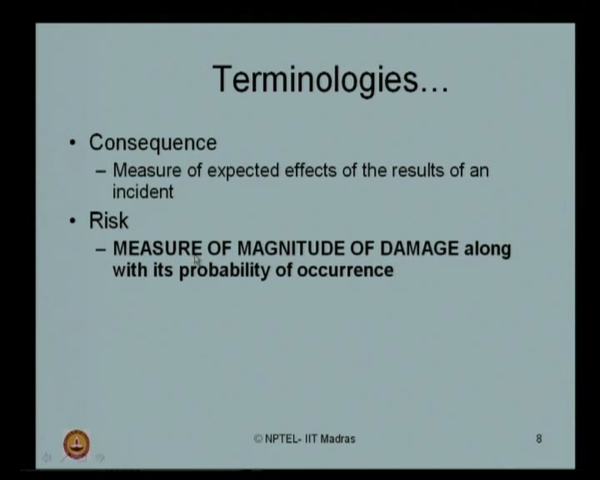 Terminologies...
• Consequence
– Measure of expected effects of the results of an
incident
• Risk
– MEASURE OF MAGNITUDE OF DAMAGE along
with its probability of occurrence
© NPTEL- IIT Madras
8